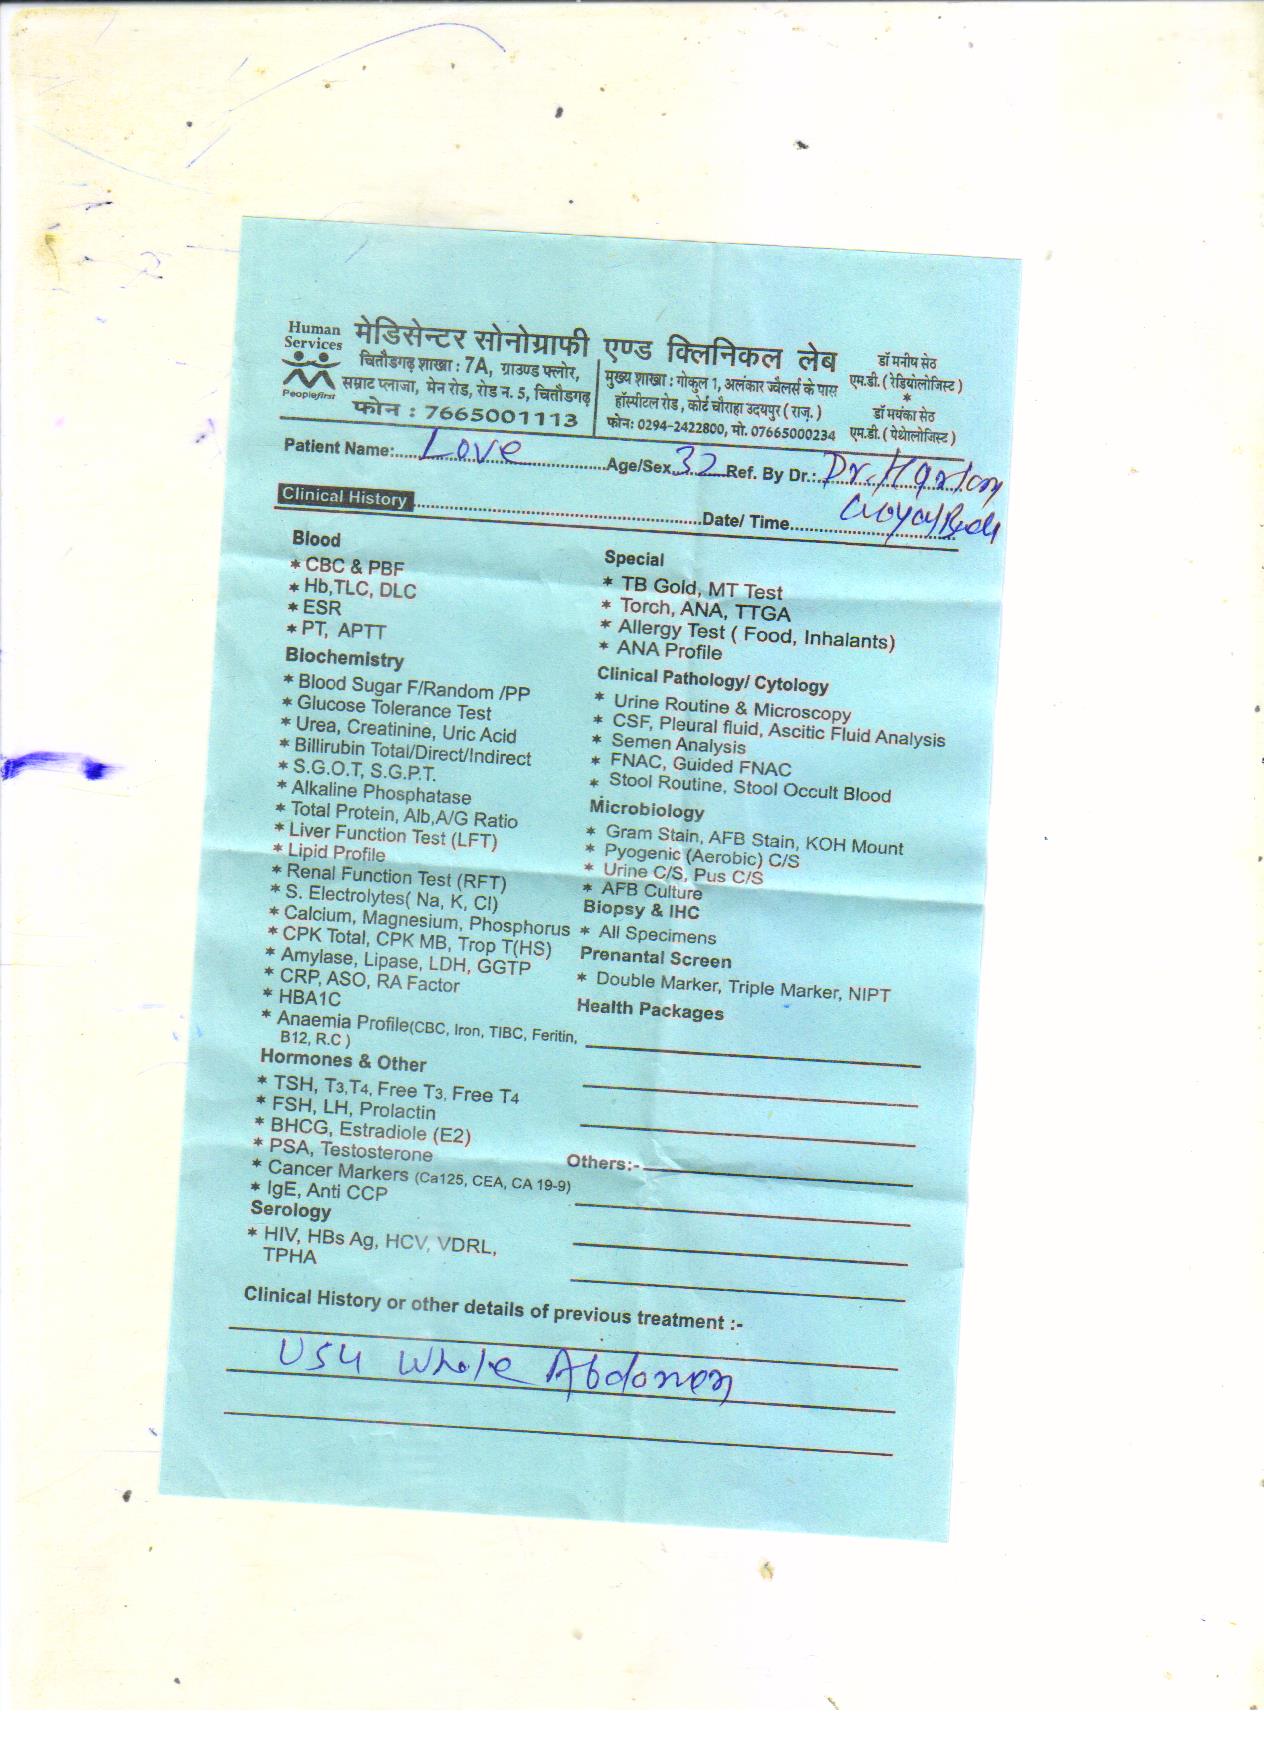 Human Services
Peoplefirst
मेडिसेन्टर सोनोग्राफी एण्ड क्लिनिकल लेब
चितौडगढ़ शाखा : 7A, ग्राउण्ड फ्लोर,
सम्राट प्लाजा, मेन रोड, रोड न. 5, चितौडगढ़
फोन : 7665001113
मुख्य शाखा : गोकुल 1, अलंकार ज्वैलर्स के पास
हॉस्पीटल रोड, कोर्ट चौराहा उदयपुर ( राज़. )
फोन: 0294-2422800, मो. 07665000234
डॉ मनीष सेठ
एम.डी. ( रेडियोलोजिस्ट )
*
डॉ मयंका सेठ
एम.डी. ( पेथोलोजिस्ट )
Patient Name:..... Love ..........Age/Sex 32 Ref. By Dr.: Dr.
Clinical History..........Date/ Time..........
Blood
* CBC & PBF
* Hb,TLC, DLC
* ESR
* PT, APTT
Biochemistry
* Blood Sugar F/Random /PP
* Glucose Tolerance Test
* Urea, Creatinine, Uric Acid
* Billirubin Total/Direct/Indirect
* S.G.O.T, S.G.P.T.
* Alkaline Phosphatase
* Total Protein, Alb,A/G Ratio
* Liver Function Test (LFT)
* Lipid Profile
* Renal Function Test (RFT)
* S. Electrolytes( Na, K, Cl)
* Calcium, Magnesium, Phosphorus
* CPK Total, CPK MB, Trop T(HS)
* Amylase, Lipase, LDH, GGTP
* CRP, ASO, RA Factor
* HBA1C
* Anaemia Profile(CBC, Iron, TIBC, Feritin,
B12, R.C )
Hormones & Other
* TSH, T3,T4, Free T3, Free T4
* FSH, LH, Prolactin
* BHCG, Estradiole (E2)
* PSA, Testosterone
* Cancer Markers (Ca125, CEA, CA 19-9)
* IgE, Anti CCP
Serology
* HIV, HBs Ag, HCV, VDRL,
TPHA
Special
* TB Gold, MT Test
* Torch, ANA, TTGA
* Allergy Test ( Food, Inhalants)
* ANA Profile
Clinical Pathology/ Cytology
* Urine Routine & Microscopy
* CSF, Pleural fluid, Ascitic Fluid Analysis
* Semen Analysis
* FNAC, Guided FNAC
* Stool Routine, Stool Occult Blood
Microbiology
* Gram Stain, AFB Stain, KOH Mount
* Pyogenic (Aerobic) C/S
* Urine C/S, Pus C/S
* AFB Culture
Biopsy & IHC
* All Specimens
Prenantal Screen
* Double Marker, Triple Marker, NIPT
Health Packages
Others:-
Clinical History or other details of previous treatment :-
USG Whole Abdomen